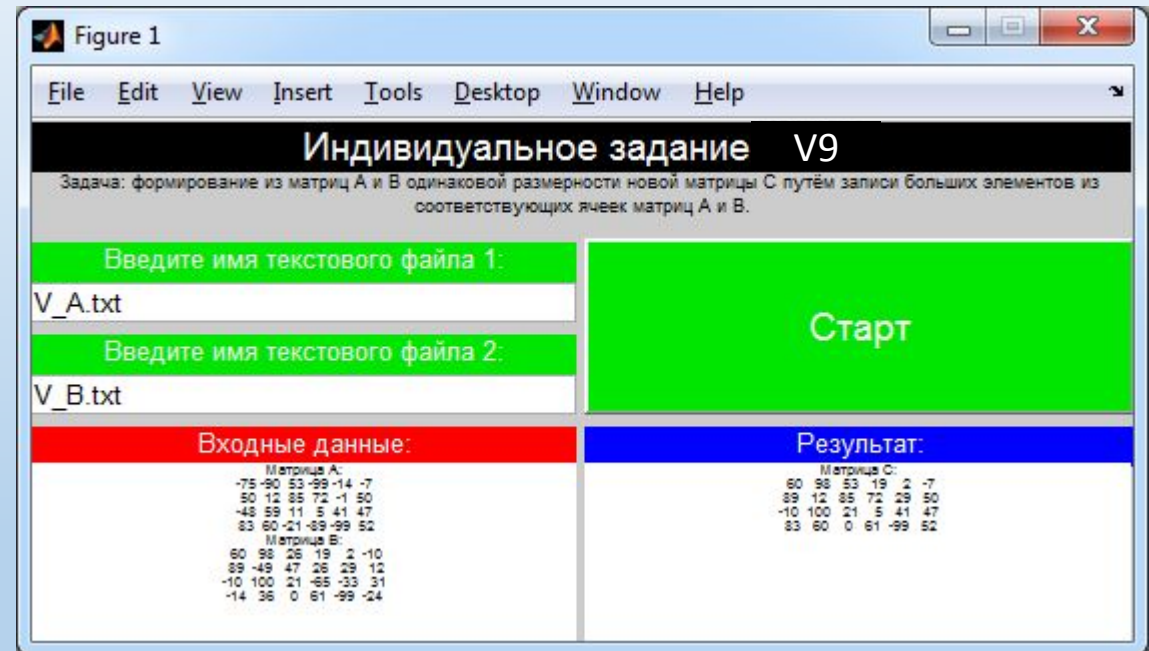 Figure 1
File Edit View Insert Tools Desktop Window Help
Индивидуальное задание V9
Задача: формирование из матриц А и В одинаковой размерности новой матрицы С путём записи больших элементов из
соответствующих ячеек матриц А и В.
Введите имя текстового файла 1:
V_A.txt
Введите имя текстового файла 2:
V_B.txt
Старт
Входные данные:
Матрица А:
-75 -90 53 -99 -14 -7
50 12 85 72 -1 50
-48 59 11 5 41 47
83 60 -21 -89 -99 52
Матрица В:
60 98 26 19 2 -10
89 -49 47 26 29 12
-10 100 21 -65 -33 31
-14 36 0 61 -99 -24
Результат:
Матрица С:
60 98 53 19 2 -7
89 12 85 72 29 50
-10 100 21 5 41 47
83 60 0 61 -99 52